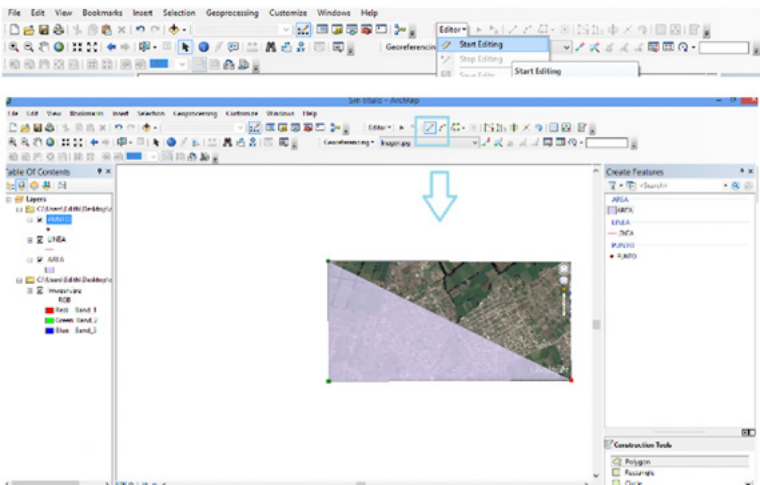 File Edit View Bookmarks Insert Selection Geoprocessing Customize Windows Help
Editor
Georeferencin
Start Editing
Stop Editing
Start Editing
Sin título - ArcMap
File Edit View Bookmarks Insert Selection Geoprocessing Customize Windows Help
Editor
Georeferencing Imagen.jpg
Table Of Contents
Create Features
<Search>
Layers
PUNTO
LINEA
AREA
RGB
Red: Band_1
Green: Band_2
Blue: Band_3
AREA
AREA
LINEA
LINEA
PUNTO
PUNTO
Construction Tools
Polygon
Rectangle
Circle